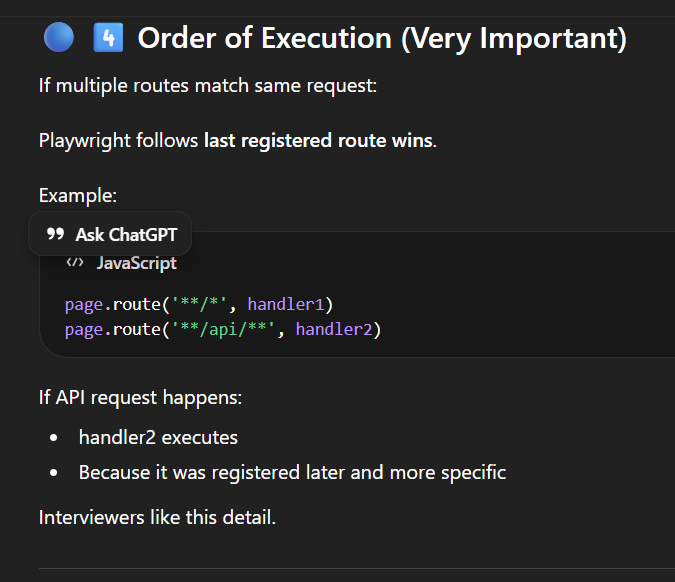 4 Order of Execution (Very Important)
If multiple routes match same request:
Playwright follows last registered route wins.
Example:
Ask ChatGPT
</> JavaScript
page.route('**/*', handler1)
page.route('**/api/**', handler2)
If API request happens:
• handler2 executes
• Because it was registered later and more specific
Interviewers like this detail.